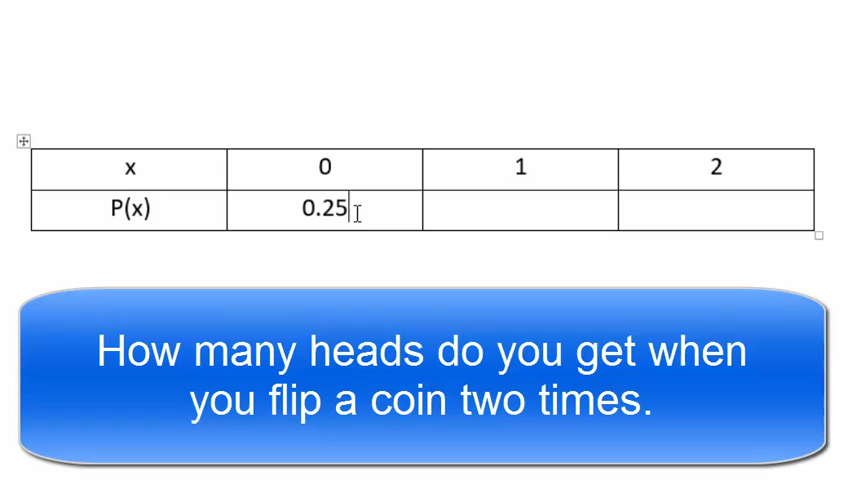 x 0 1 2
P(x) 0.25
How many heads do you get when
you flip a coin two times.